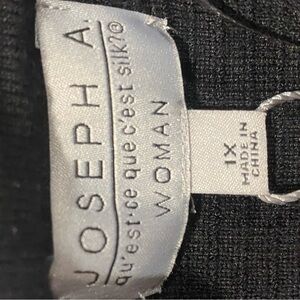 JOSEPH A.
qu'est·ce que c'est silk?®
WOMAN
1X
MADE IN
CHINA